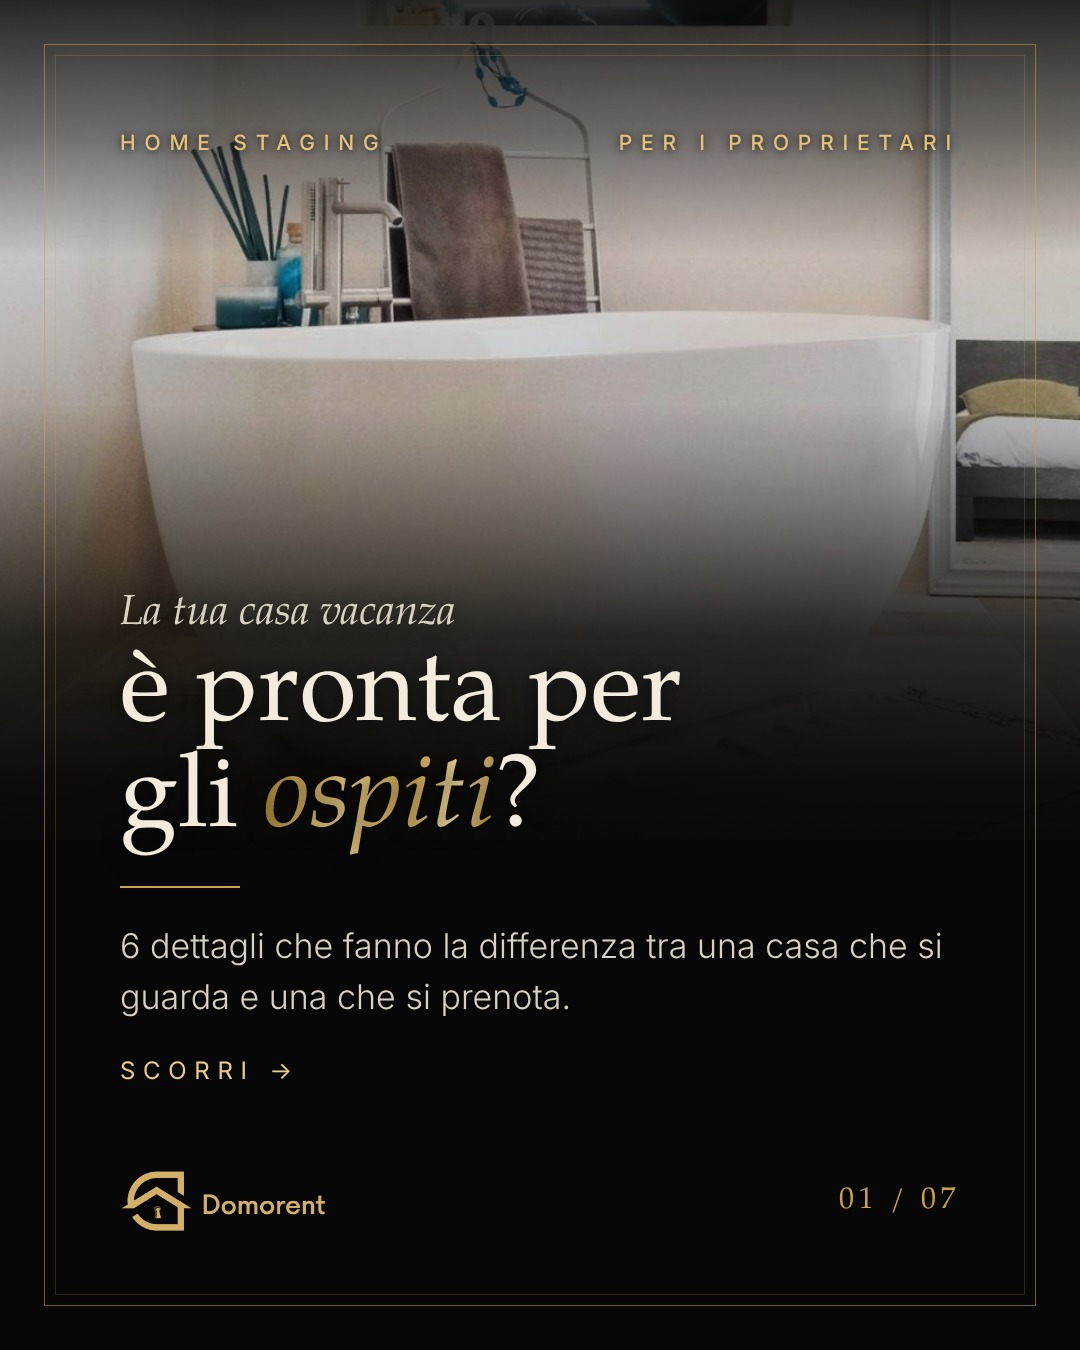 HOME STAGING
PER I PROPRIETARI
La tua casa vacanza
è pronta per
gli ospiti?
6 dettagli che fanno la differenza tra una casa che si
guarda e una che si prenota.
SCORRI →
Domorent
01 / 07